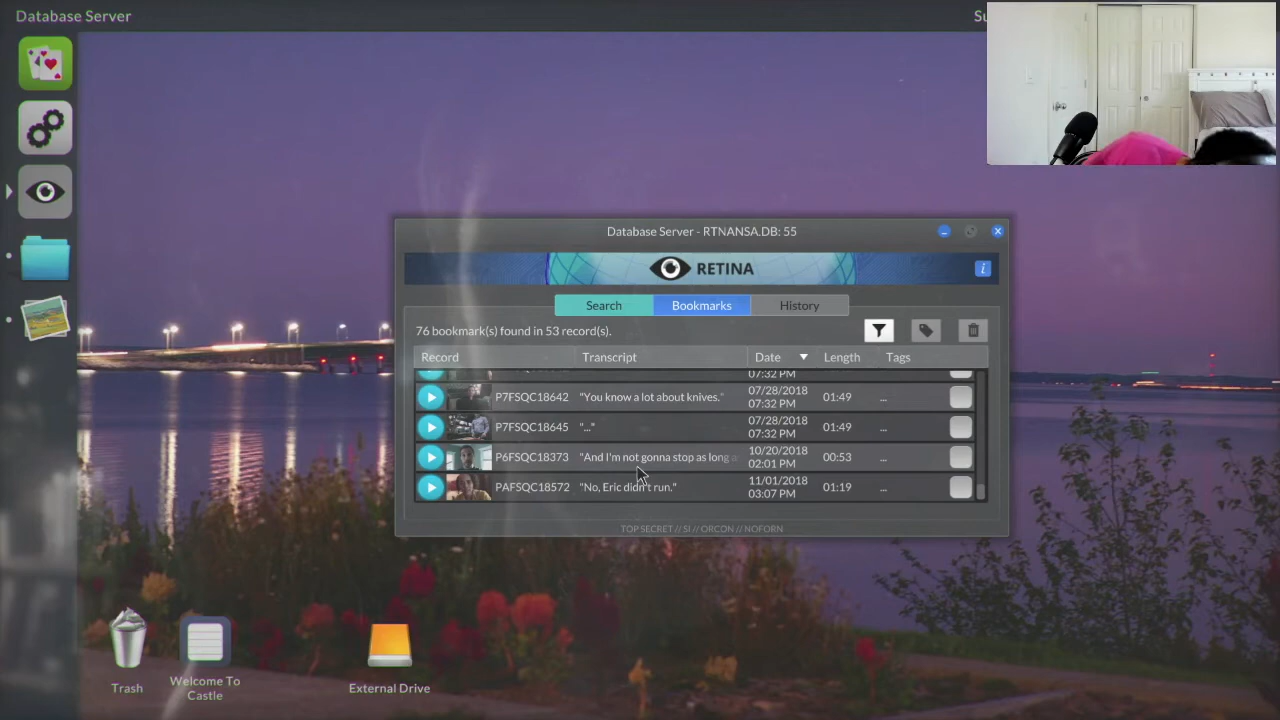 Database Server
Su
Database Server - RTNANSA.DB: 55
RETINA
i
Search Bookmarks History
76 bookmark(s) found in 53 record(s).
Record Transcript Date Length Tags
07:32 PM
P7FSQC18642 "You know a lot about knives." 07/28/2018 01:49 ...
07:32 PM
P7FSQC18645 "..." 07/28/2018 01:49 ...
07:32 PM
P6FSQC18373 "And I'm not gonna stop as long 10/20/2018 00:53 ...
02:01 PM
PAFSQC18572 "No, Eric didn't run." 11/01/2018 01:19 ...
03:07 PM
TOP SECRET // SI // ORCON // NOFORN
Trash
Welcome To
Castle
External Drive